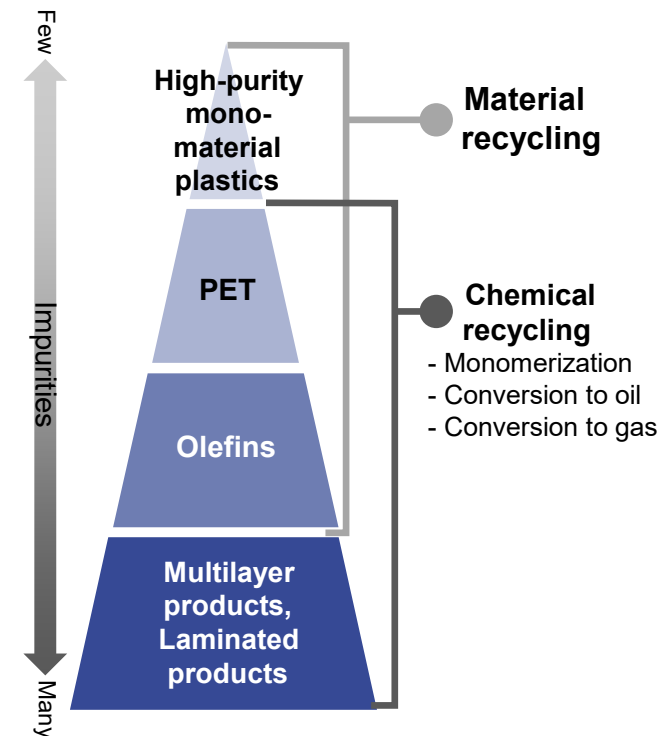 Few
Impurities
Many
High-purity
mono-
material
plastics
PET
Olefins
Multilayer
products,
Laminated
products
Material
recycling
Chemical
recycling
- Monomerization
- Conversion to oil
- Conversion to gas